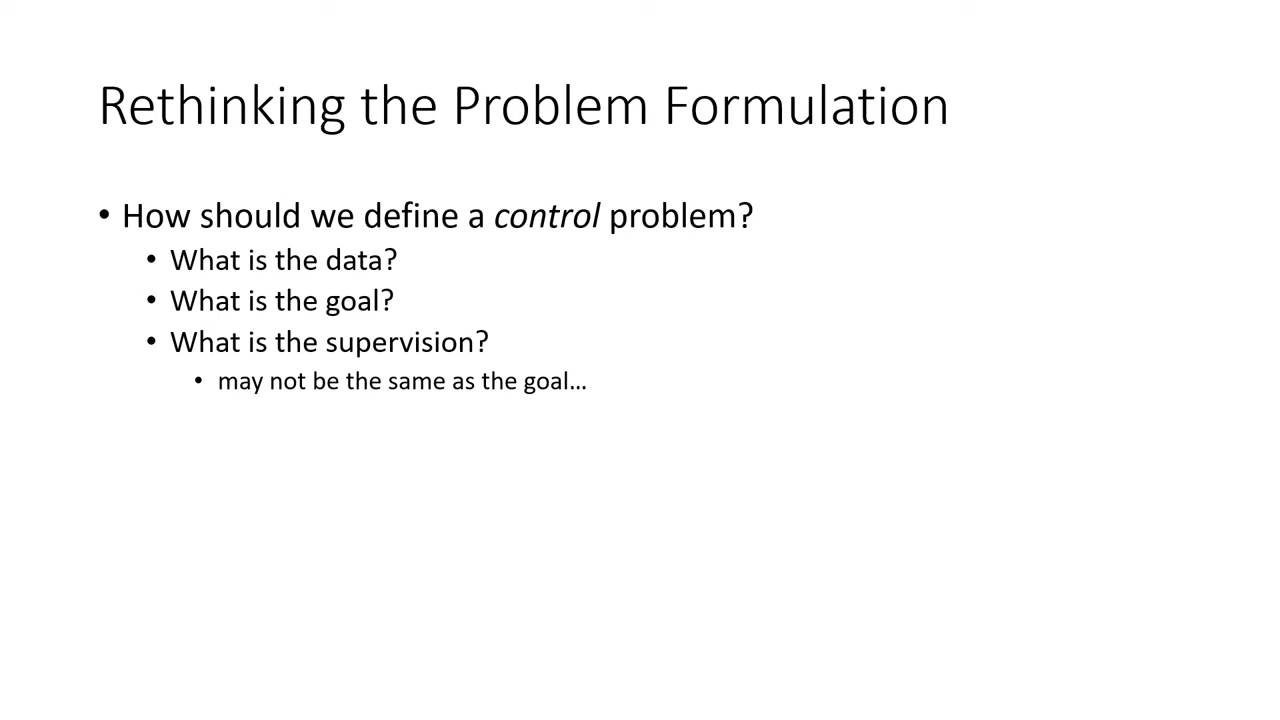 Rethinking the Problem Formulation
• How should we define a control problem?
• What is the data?
• What is the goal?
• What is the supervision?
• may not be the same as the goal…